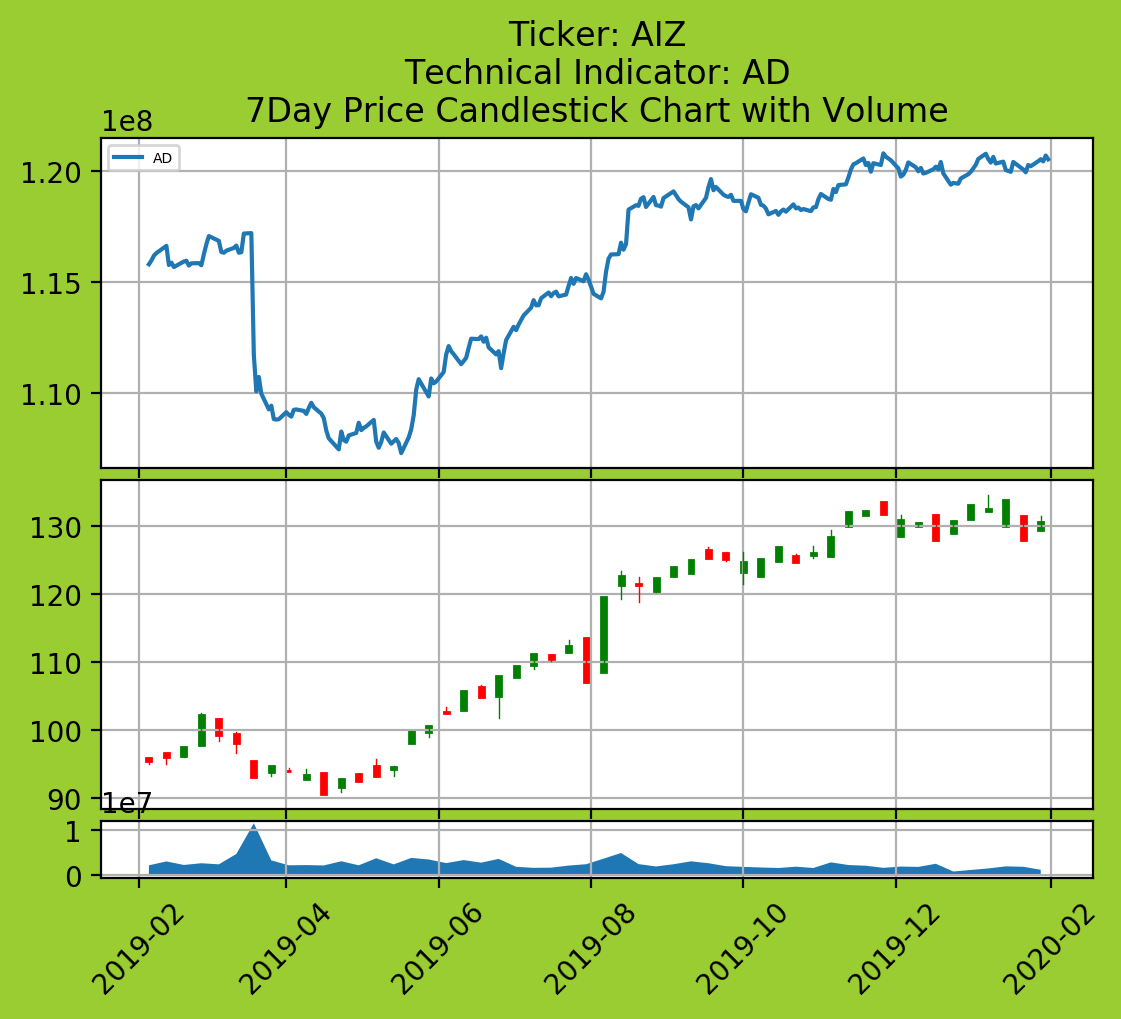 Ticker: AIZ
Technical Indicator: AD
7Day Price Candlestick Chart with Volume
1e8
AD
1.20
1.15
1.10
130
120
110
100
90
1e7
1
0
2019-02
2019-04
2019-06
2019-08
2019-10
2019-12
2020-02